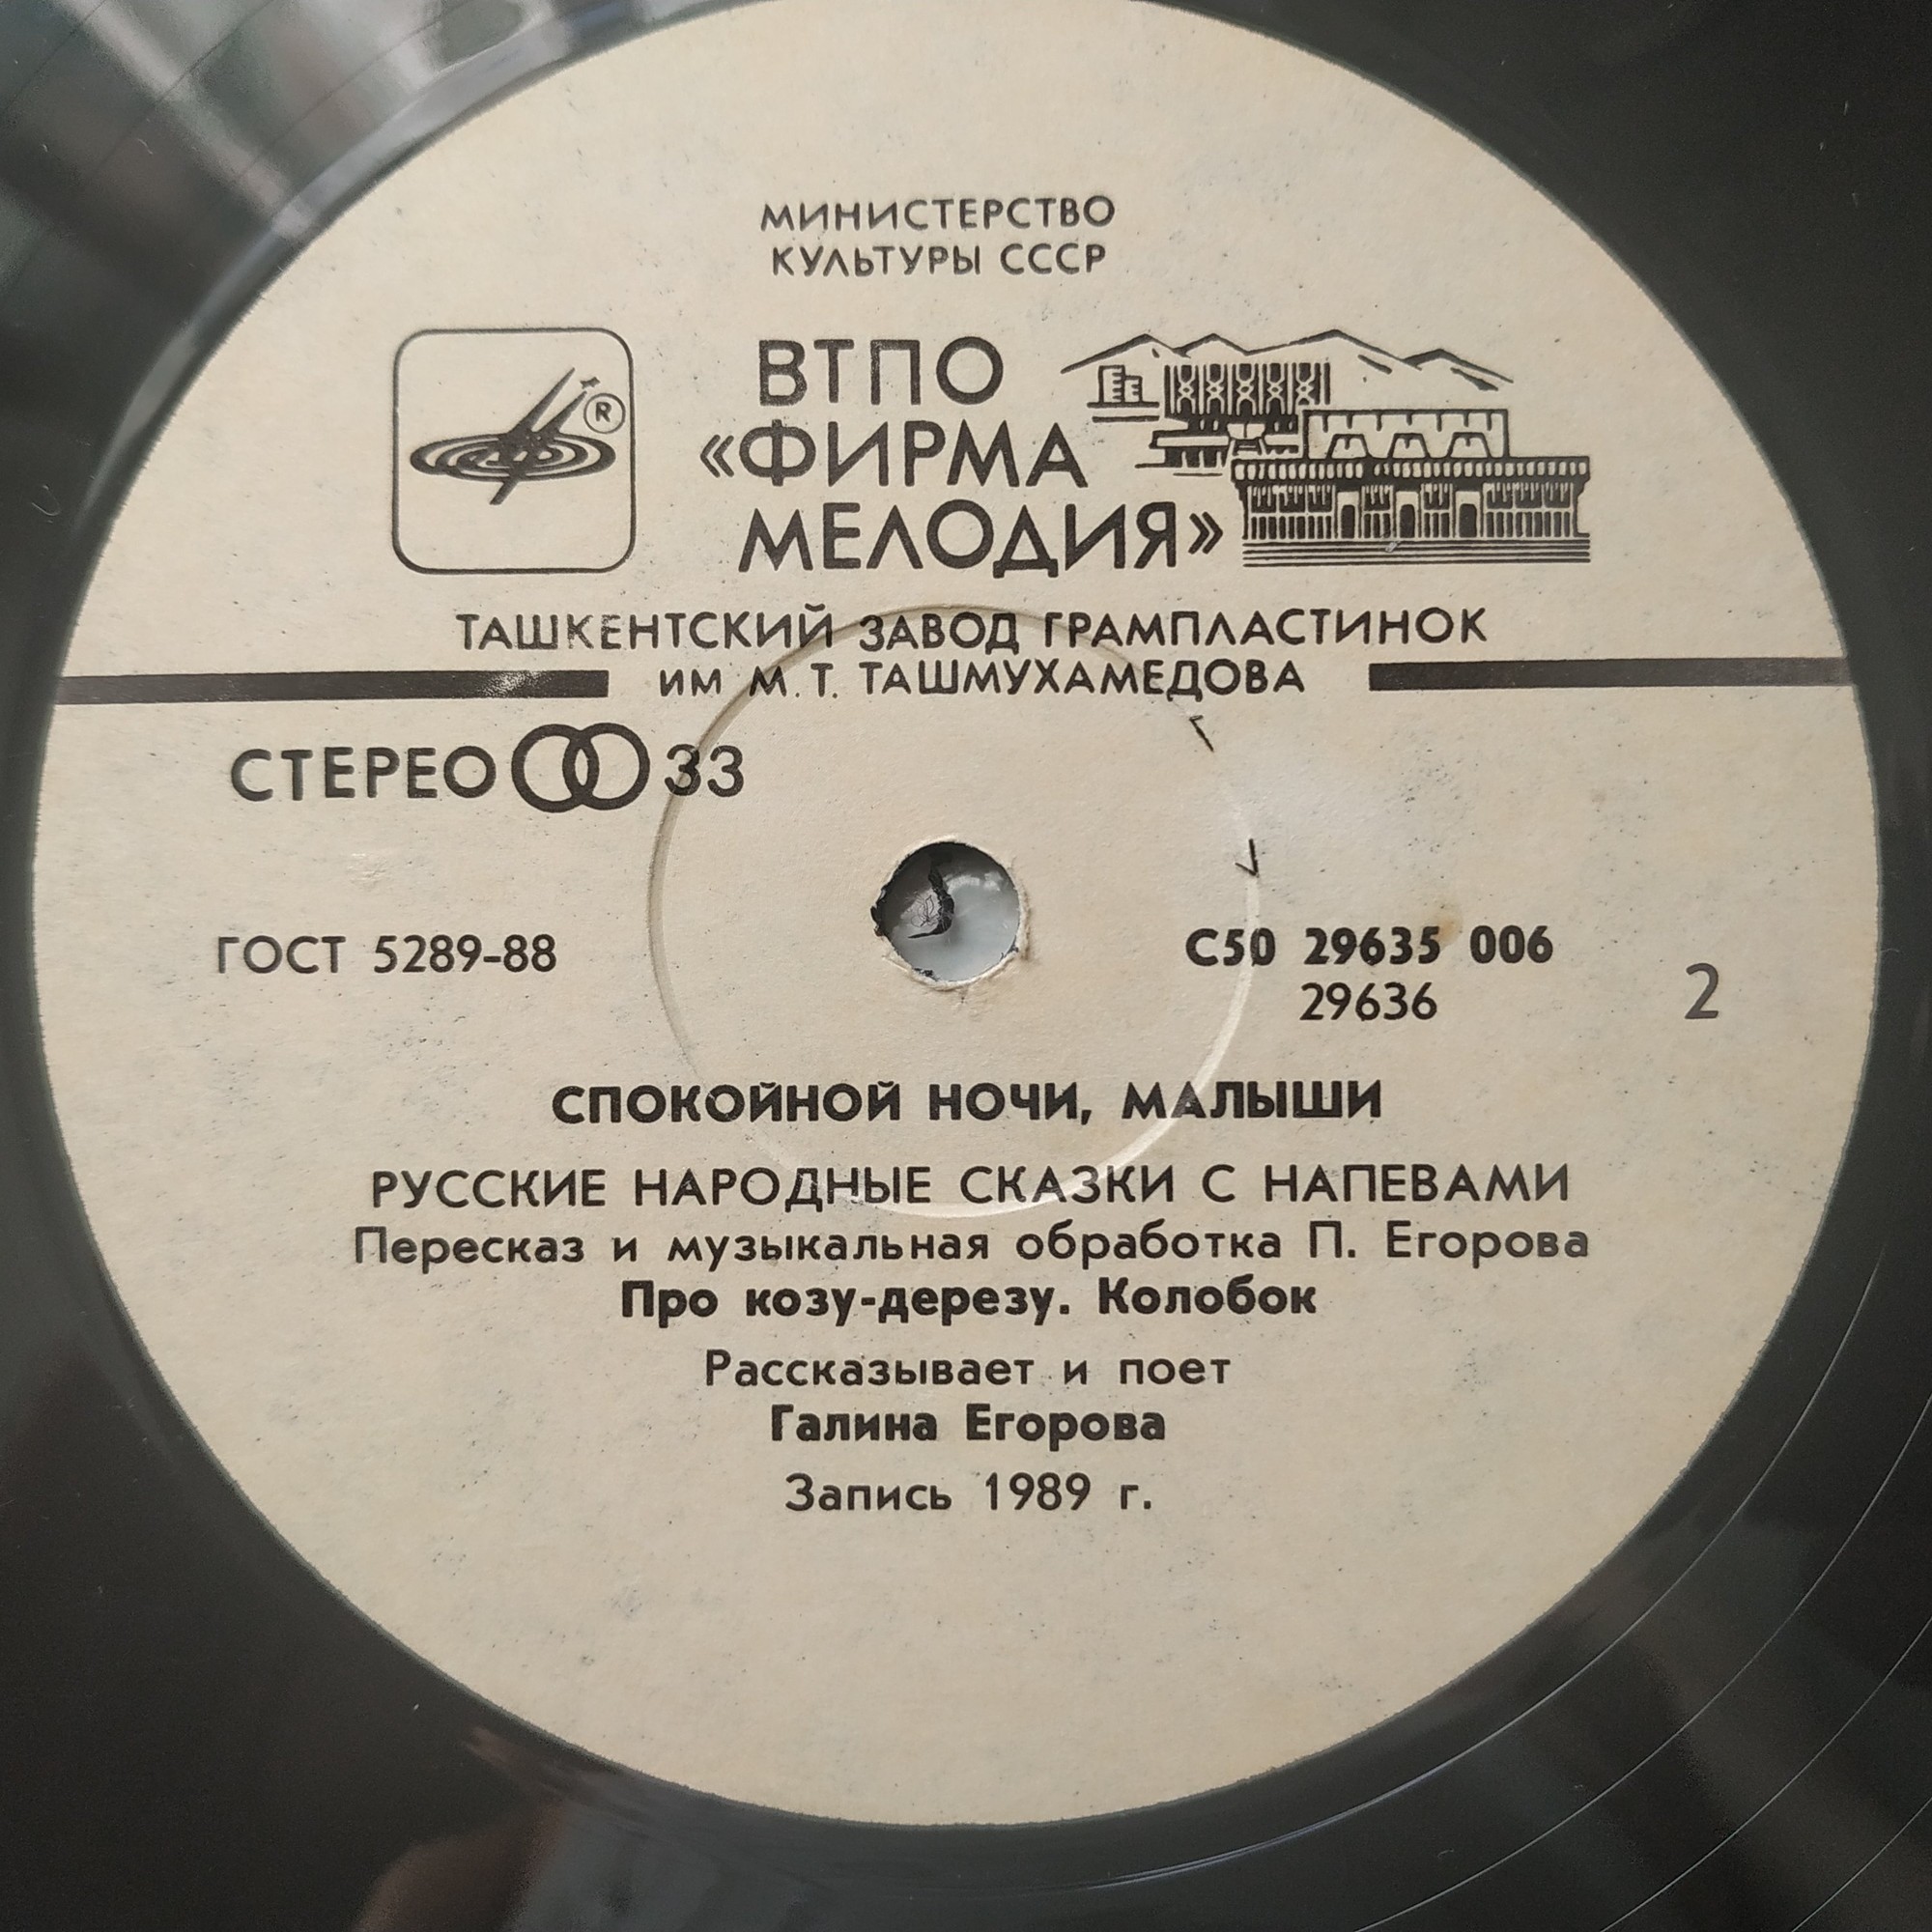 МИНИСТЕРСТВО
КУЛЬТУРЫ СССР
ВТПО
«ФИРМА
МЕЛОДИЯ»
®
ТАШКЕНТСКИЙ ЗАВОД ГРАМПЛАСТИНОК
ИМ М.Т. ТАШМУХАМЕДОВА
СТЕРЕО 33
ГОСТ 5289-88
С50 29635 006
29636
2
СПОКОЙНОЙ НОЧИ, МАЛЫШИ
РУССКИЕ НАРОДНЫЕ СКАЗКИ С НАПЕВАМИ
Пересказ и музыкальная обработка П. Егорова
Про козу-дерезу. Колобок
Рассказывает и поет
Галина Егорова
Запись 1989 г.